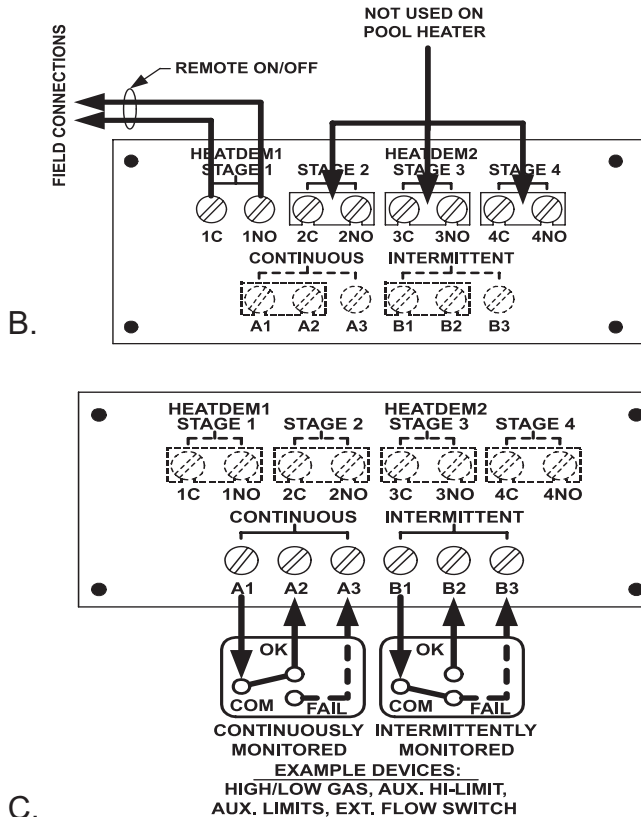 NOT USED ON
POOL HEATER
FIELD CONNECTIONS
REMOTE ON/OFF
HEATDEM1
STAGE 1
STAGE 2
HEATDEM2
STAGE 3
STAGE 4
1C 1NO 2C 2NO 3C 3NO 4C 4NO
CONTINUOUS INTERMITTENT
A1 A2 A3 B1 B2 B3
B.
HEATDEM1
STAGE 1
STAGE 2
HEATDEM2
STAGE 3
STAGE 4
1C 1NO 2C 2NO 3C 3NO 4C 4NO
CONTINUOUS INTERMITTENT
A1 A2 A3 B1 B2 B3
OK
COM
FAIL
OK
COM
FAIL
CONTINUOUSLY
MONITORED
INTERMITTENTLY
MONITORED
EXAMPLE DEVICES:
HIGH/LOW GAS, AUX. HI-LIMIT,
AUX. LIMITS, EXT. FLOW SWITCH
C.